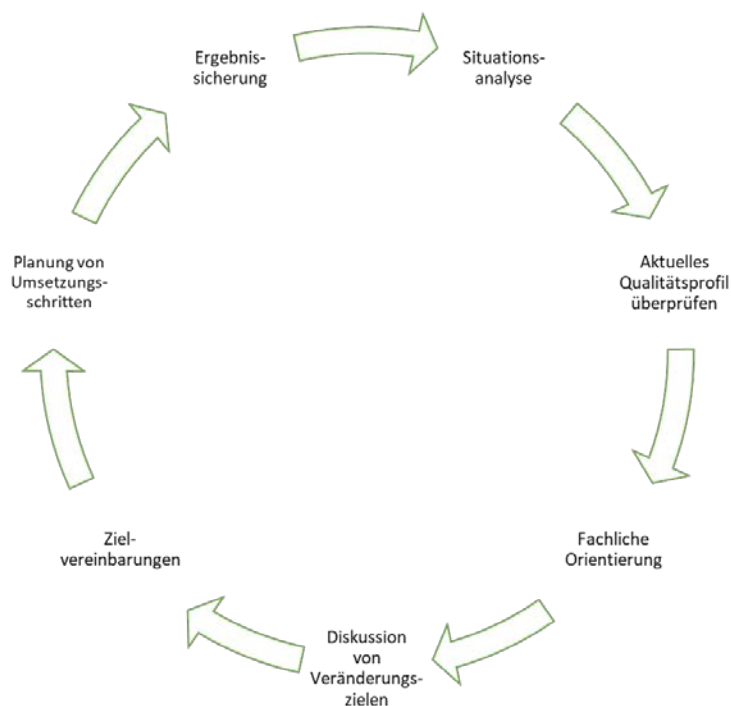 Ergebnis-
sicherung
Situations-
analyse
Aktuelles
Qualitätsprofil
überprüfen
Fachliche
Orientierung
Diskussion
von
Veränderungs-
zielen
Ziel-
vereinbarungen
Planung von
Umsetzungs-
schritten